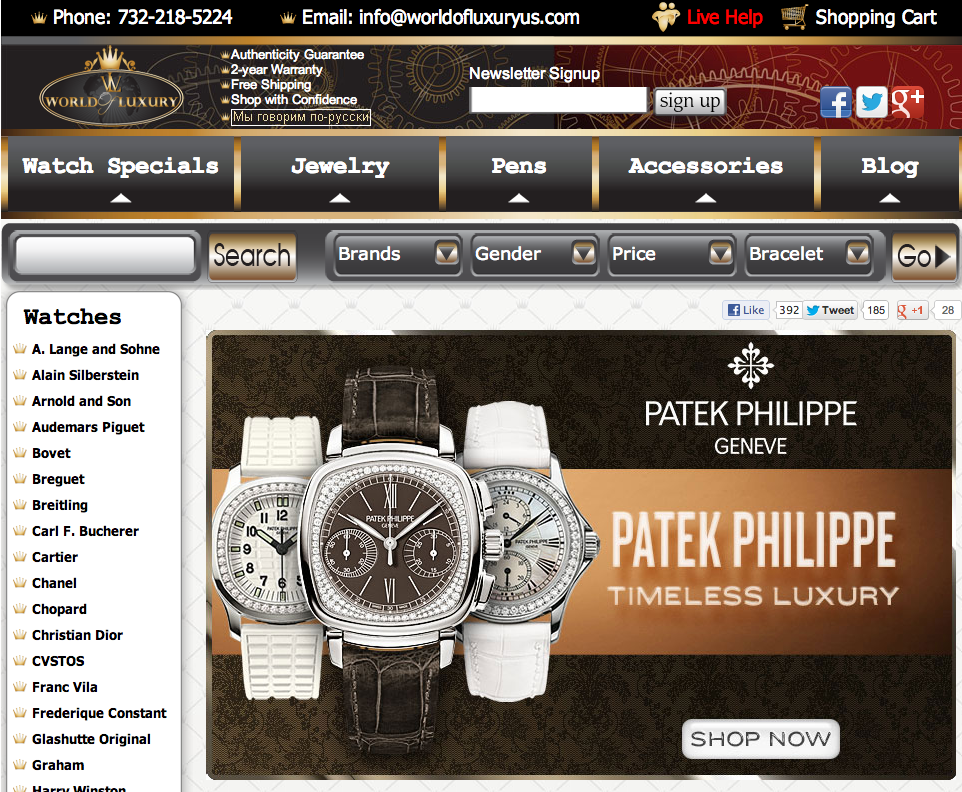 Phone: 732-218-5224
Email: info@worldofluxuryus.com
Live Help
Shopping Cart
WORLD of LUXURY
Authenticity Guarantee
2-year Warranty
Free Shipping
Shop with Confidence
Мы говорим по-русски
Newsletter Signup
sign up
Watch Specials
Jewelry
Pens
Accessories
Blog
Search
Brands
Gender
Price
Bracelet
Go
Like 392
Tweet 185
+1 28
Watches
A. Lange and Sohne
Alain Silberstein
Arnold and Son
Audemars Piguet
Bovet
Breguet
Breitling
Carl F. Bucherer
Cartier
Chanel
Chopard
Christian Dior
CVSTOS
Franc Vila
Frederique Constant
Glashutte Original
Graham
Harry Winston
PATEK PHILIPPE
GENEVE
PATEK PHILIPPE
TIMELESS LUXURY
PATEK PHILIPPE
GENEVE
SHOP NOW